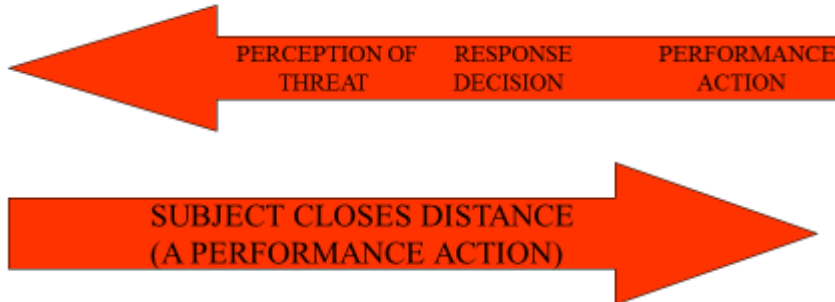 PERCEPTION OF THREAT
RESPONSE DECISION
PERFORMANCE ACTION
SUBJECT CLOSES DISTANCE
(A PERFORMANCE ACTION)